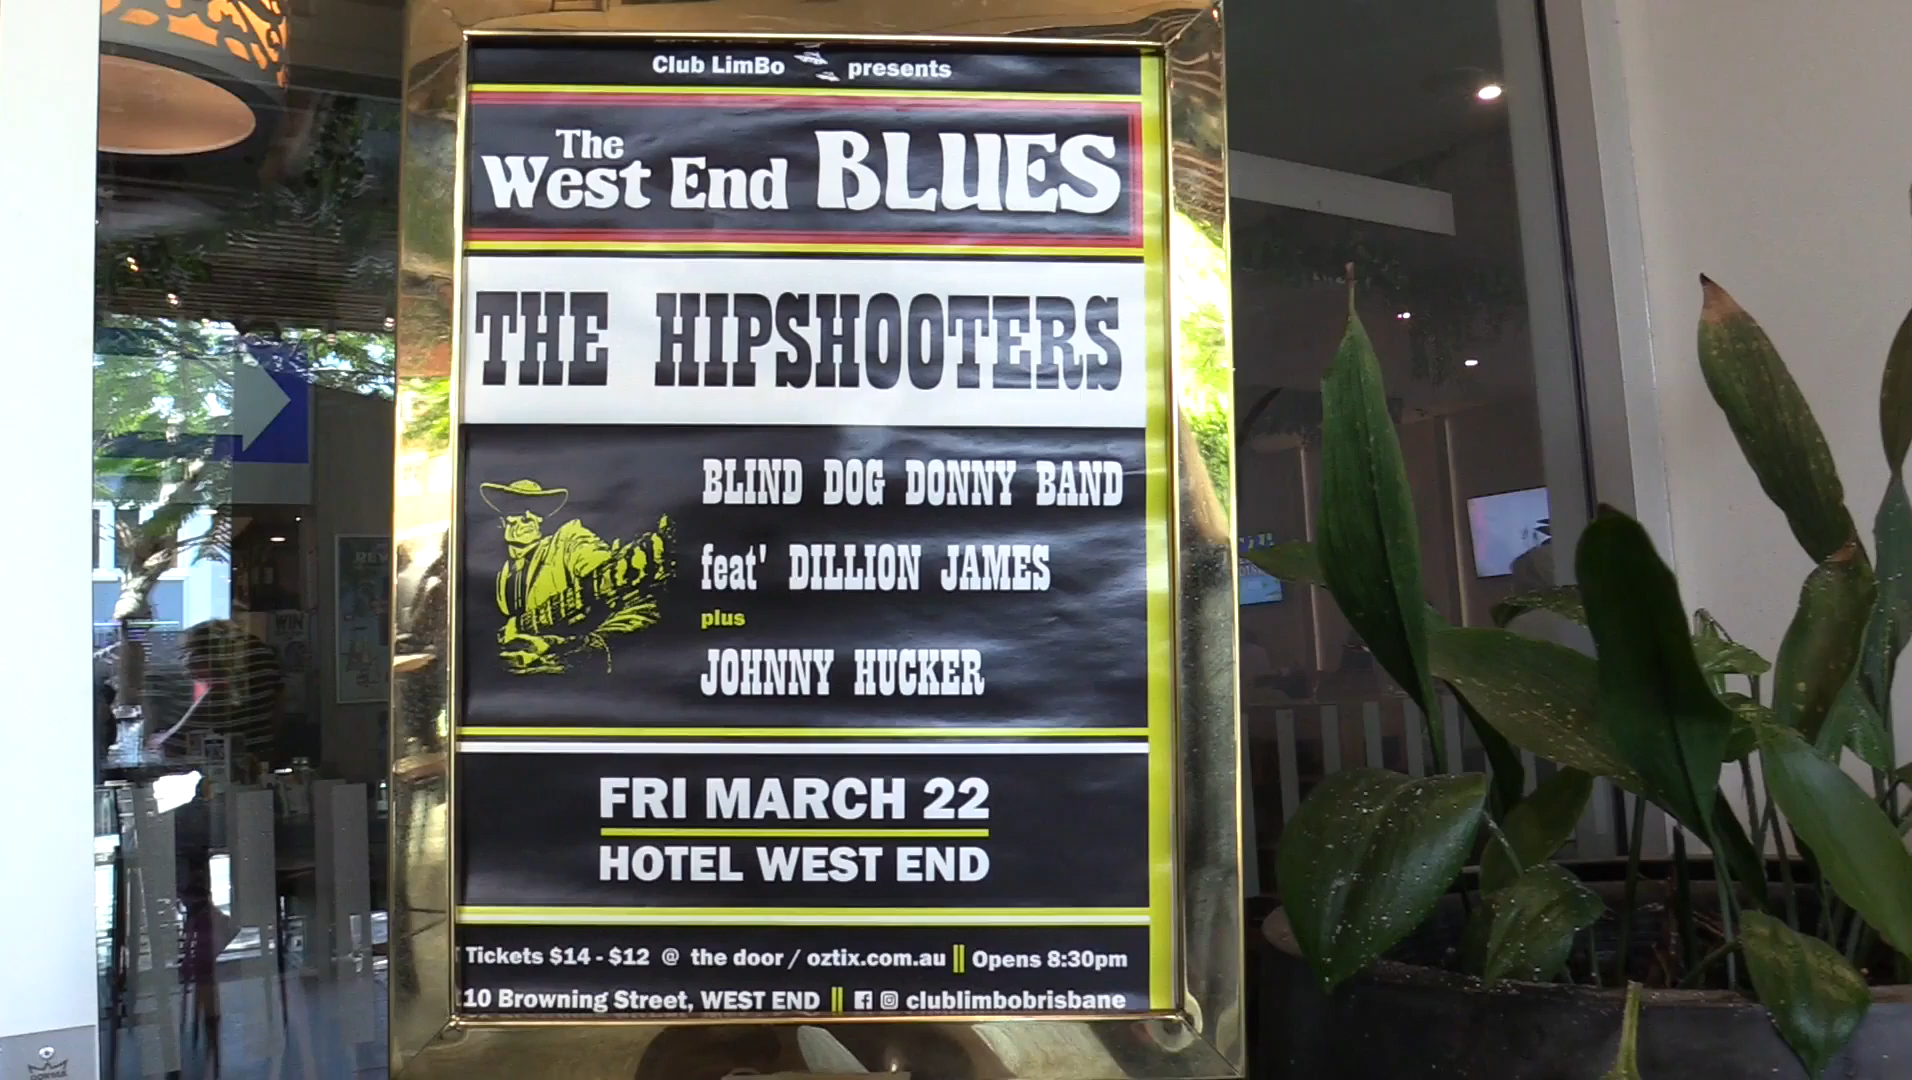 Club LimBo presents
The
West End BLUES
THE HIPSHOOTERS
BLIND DOG DONNY BAND
feat' DILLION JAMES
plus
JOHNNY HUCKER
FRI MARCH 22
HOTEL WEST END
Tickets $14 - $12 @ the door / oztix.com.au || Opens 8:30pm
10 Browning Street, WEST END || clublimbobrisbane
WIN